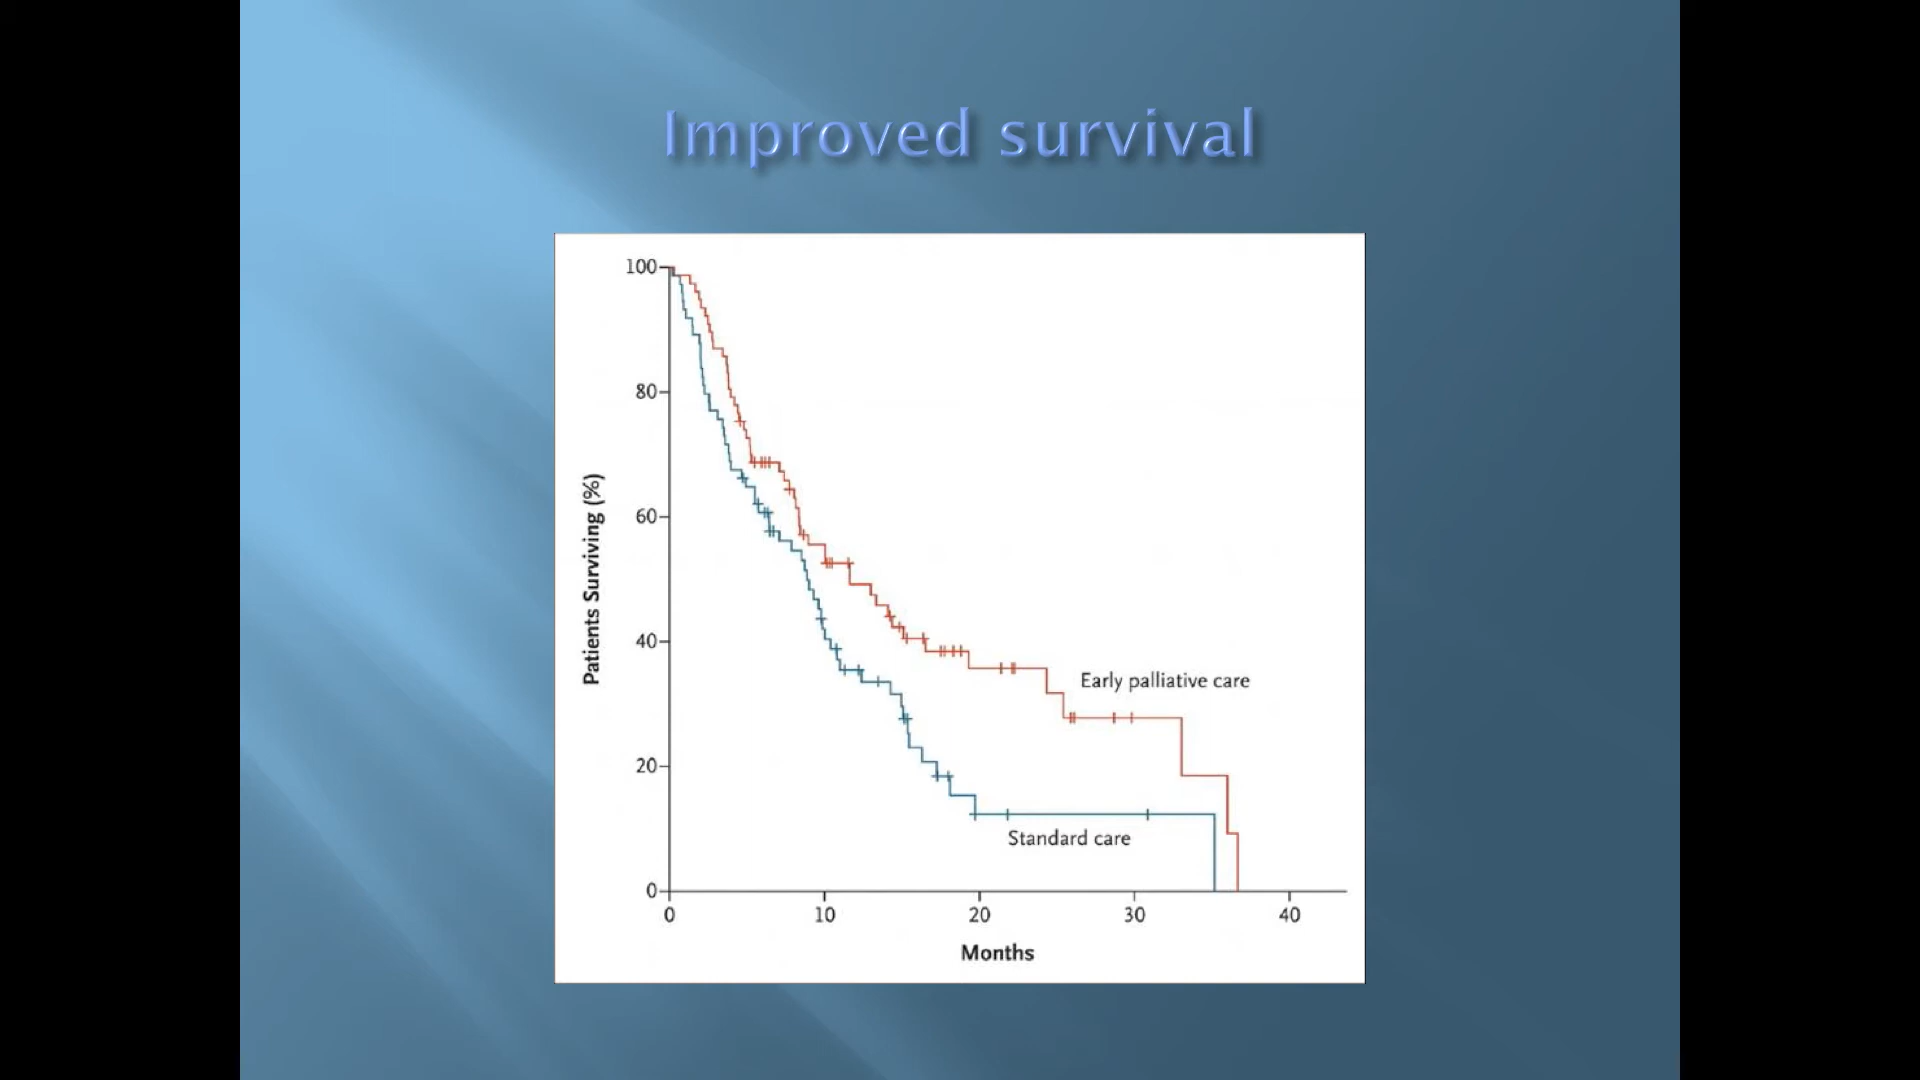 Improved survival
100
80
60
40
20
0
Patients Surviving (%)
Early palliative care
Standard care
0 10 20 30 40
Months